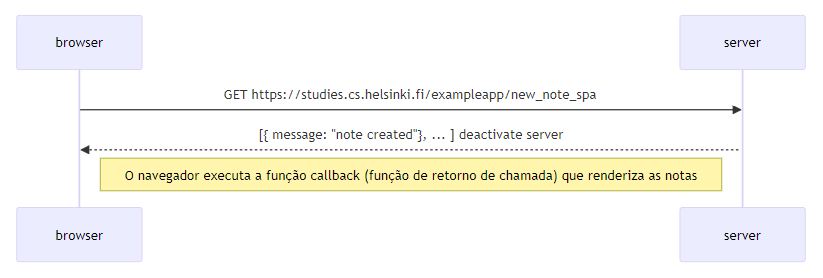 browser
server
GET https://studies.cs.helsinki.fi/exampleapp/new_note_spa
[{ message: "note created"}, ... ] deactivate server
O navegador executa a função callback (função de retorno de chamada) que renderiza as notas
browser
server